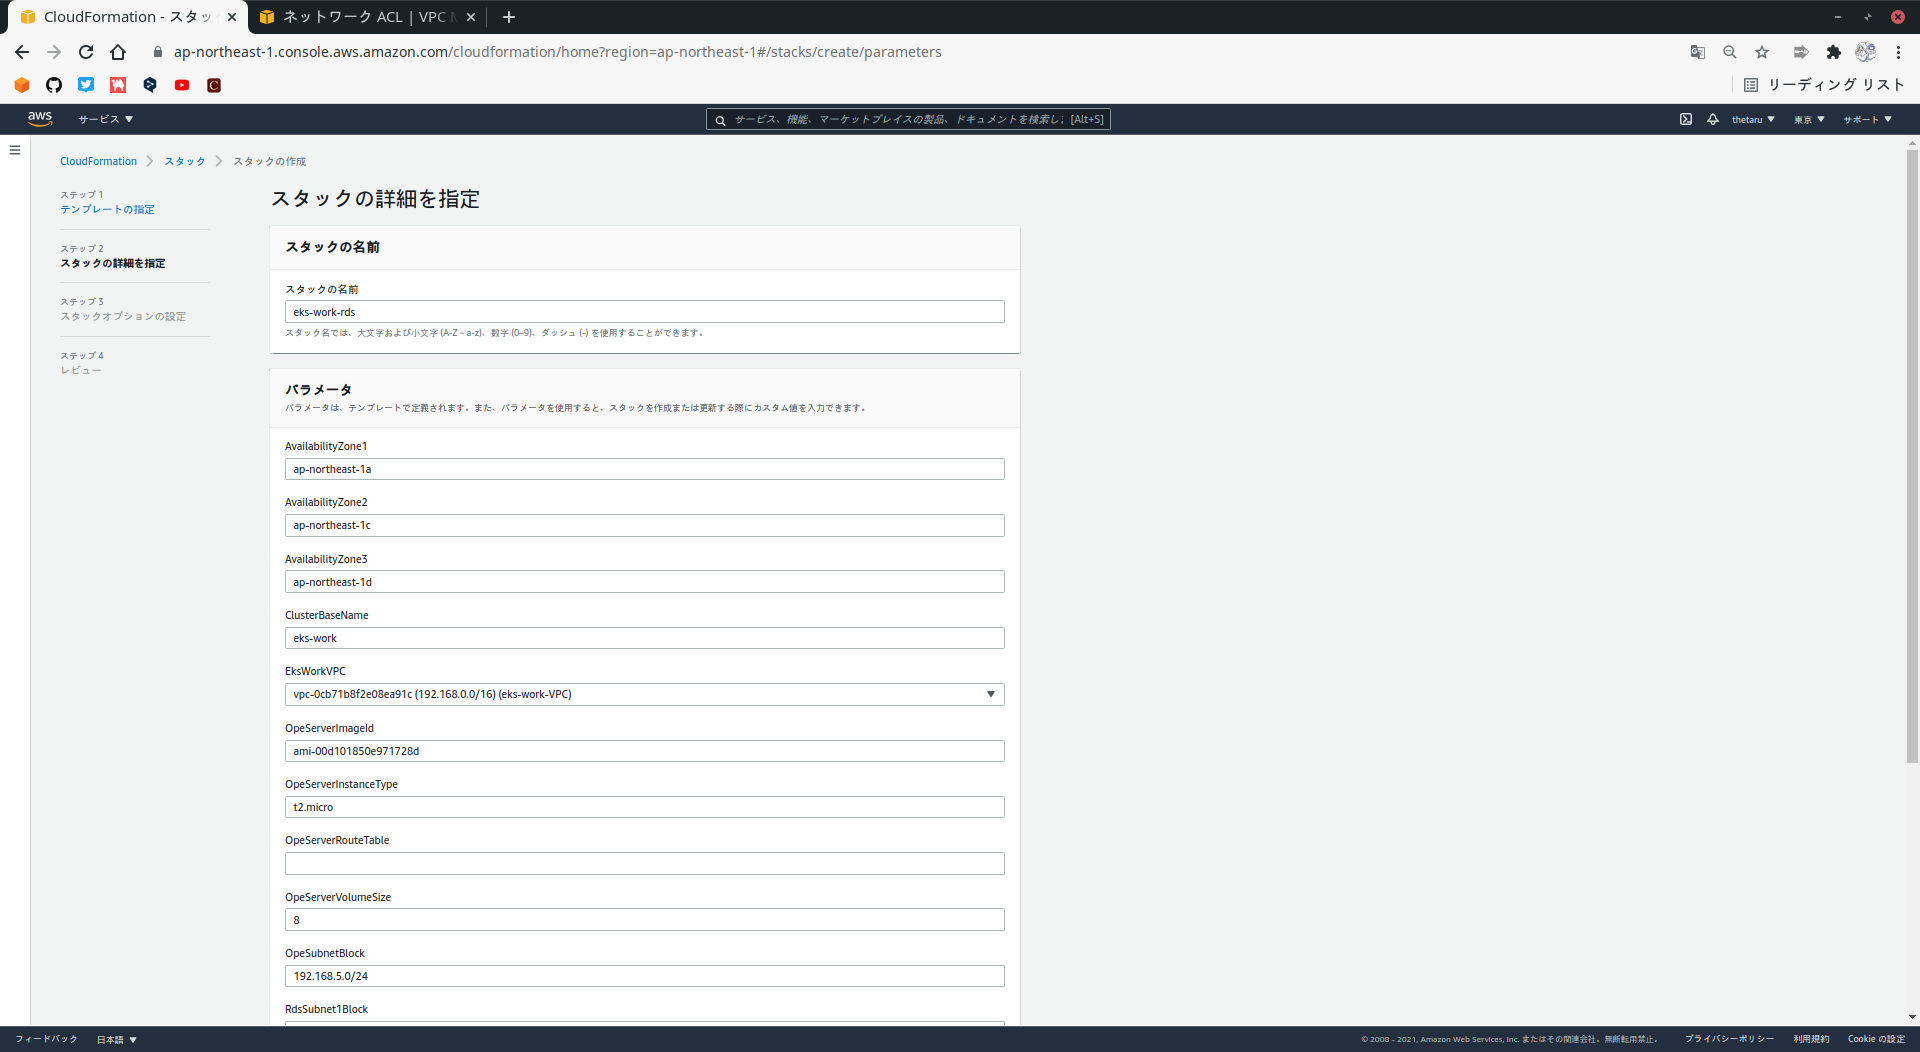 CloudFormation - スタッ
ネットワーク ACL | VPC
ap-northeast-1.console.aws.amazon.com/cloudformation/home?region=ap-northeast-1#/stacks/create/parameters
リーディング リスト
aws
サービス ▼
サービス、機能、マーケットプレイスの製品、ドキュメントを検索し [Alt+S]
thetaru ▼
東京 ▼
サポート ▼
CloudFormation
スタック
スタックの作成
ステップ 1
テンプレートの指定
ステップ 2
スタックの詳細を指定
ステップ 3
スタックオプションの設定
ステップ 4
レビュー
スタックの詳細を指定
スタックの名前
スタックの名前
eks-work-rds
スタック名では、大文字および小文字 (A-Z ~ a-z)、数字 (0-9)、ダッシュ (-) を使用することができます。
パラメータ
パラメータは、テンプレートで定義されます。また、パラメータを使用すると、スタックを作成または更新する際にカスタム値を入力できます。
AvailabilityZone1
ap-northeast-1a
AvailabilityZone2
ap-northeast-1c
AvailabilityZone3
ap-northeast-1d
ClusterBaseName
eks-work
EksWorkVPC
vpc-0cb71b8f2e08ea91c (192.168.0.0/16) (eks-work-VPC)
OpeServerImageId
ami-00d101850e971728d
OpeServerInstanceType
t2.micro
OpeServerRouteTable
OpeServerVolumeSize
8
OpeSubnetBlock
192.168.5.0/24
RdsSubnet1Block
フィードバック
日本語 ▼
© 2008 - 2021, Amazon Web Services, Inc. またはその関連会社。無断転用禁止。
プライバシーポリシー
利用規約
Cookie の設定